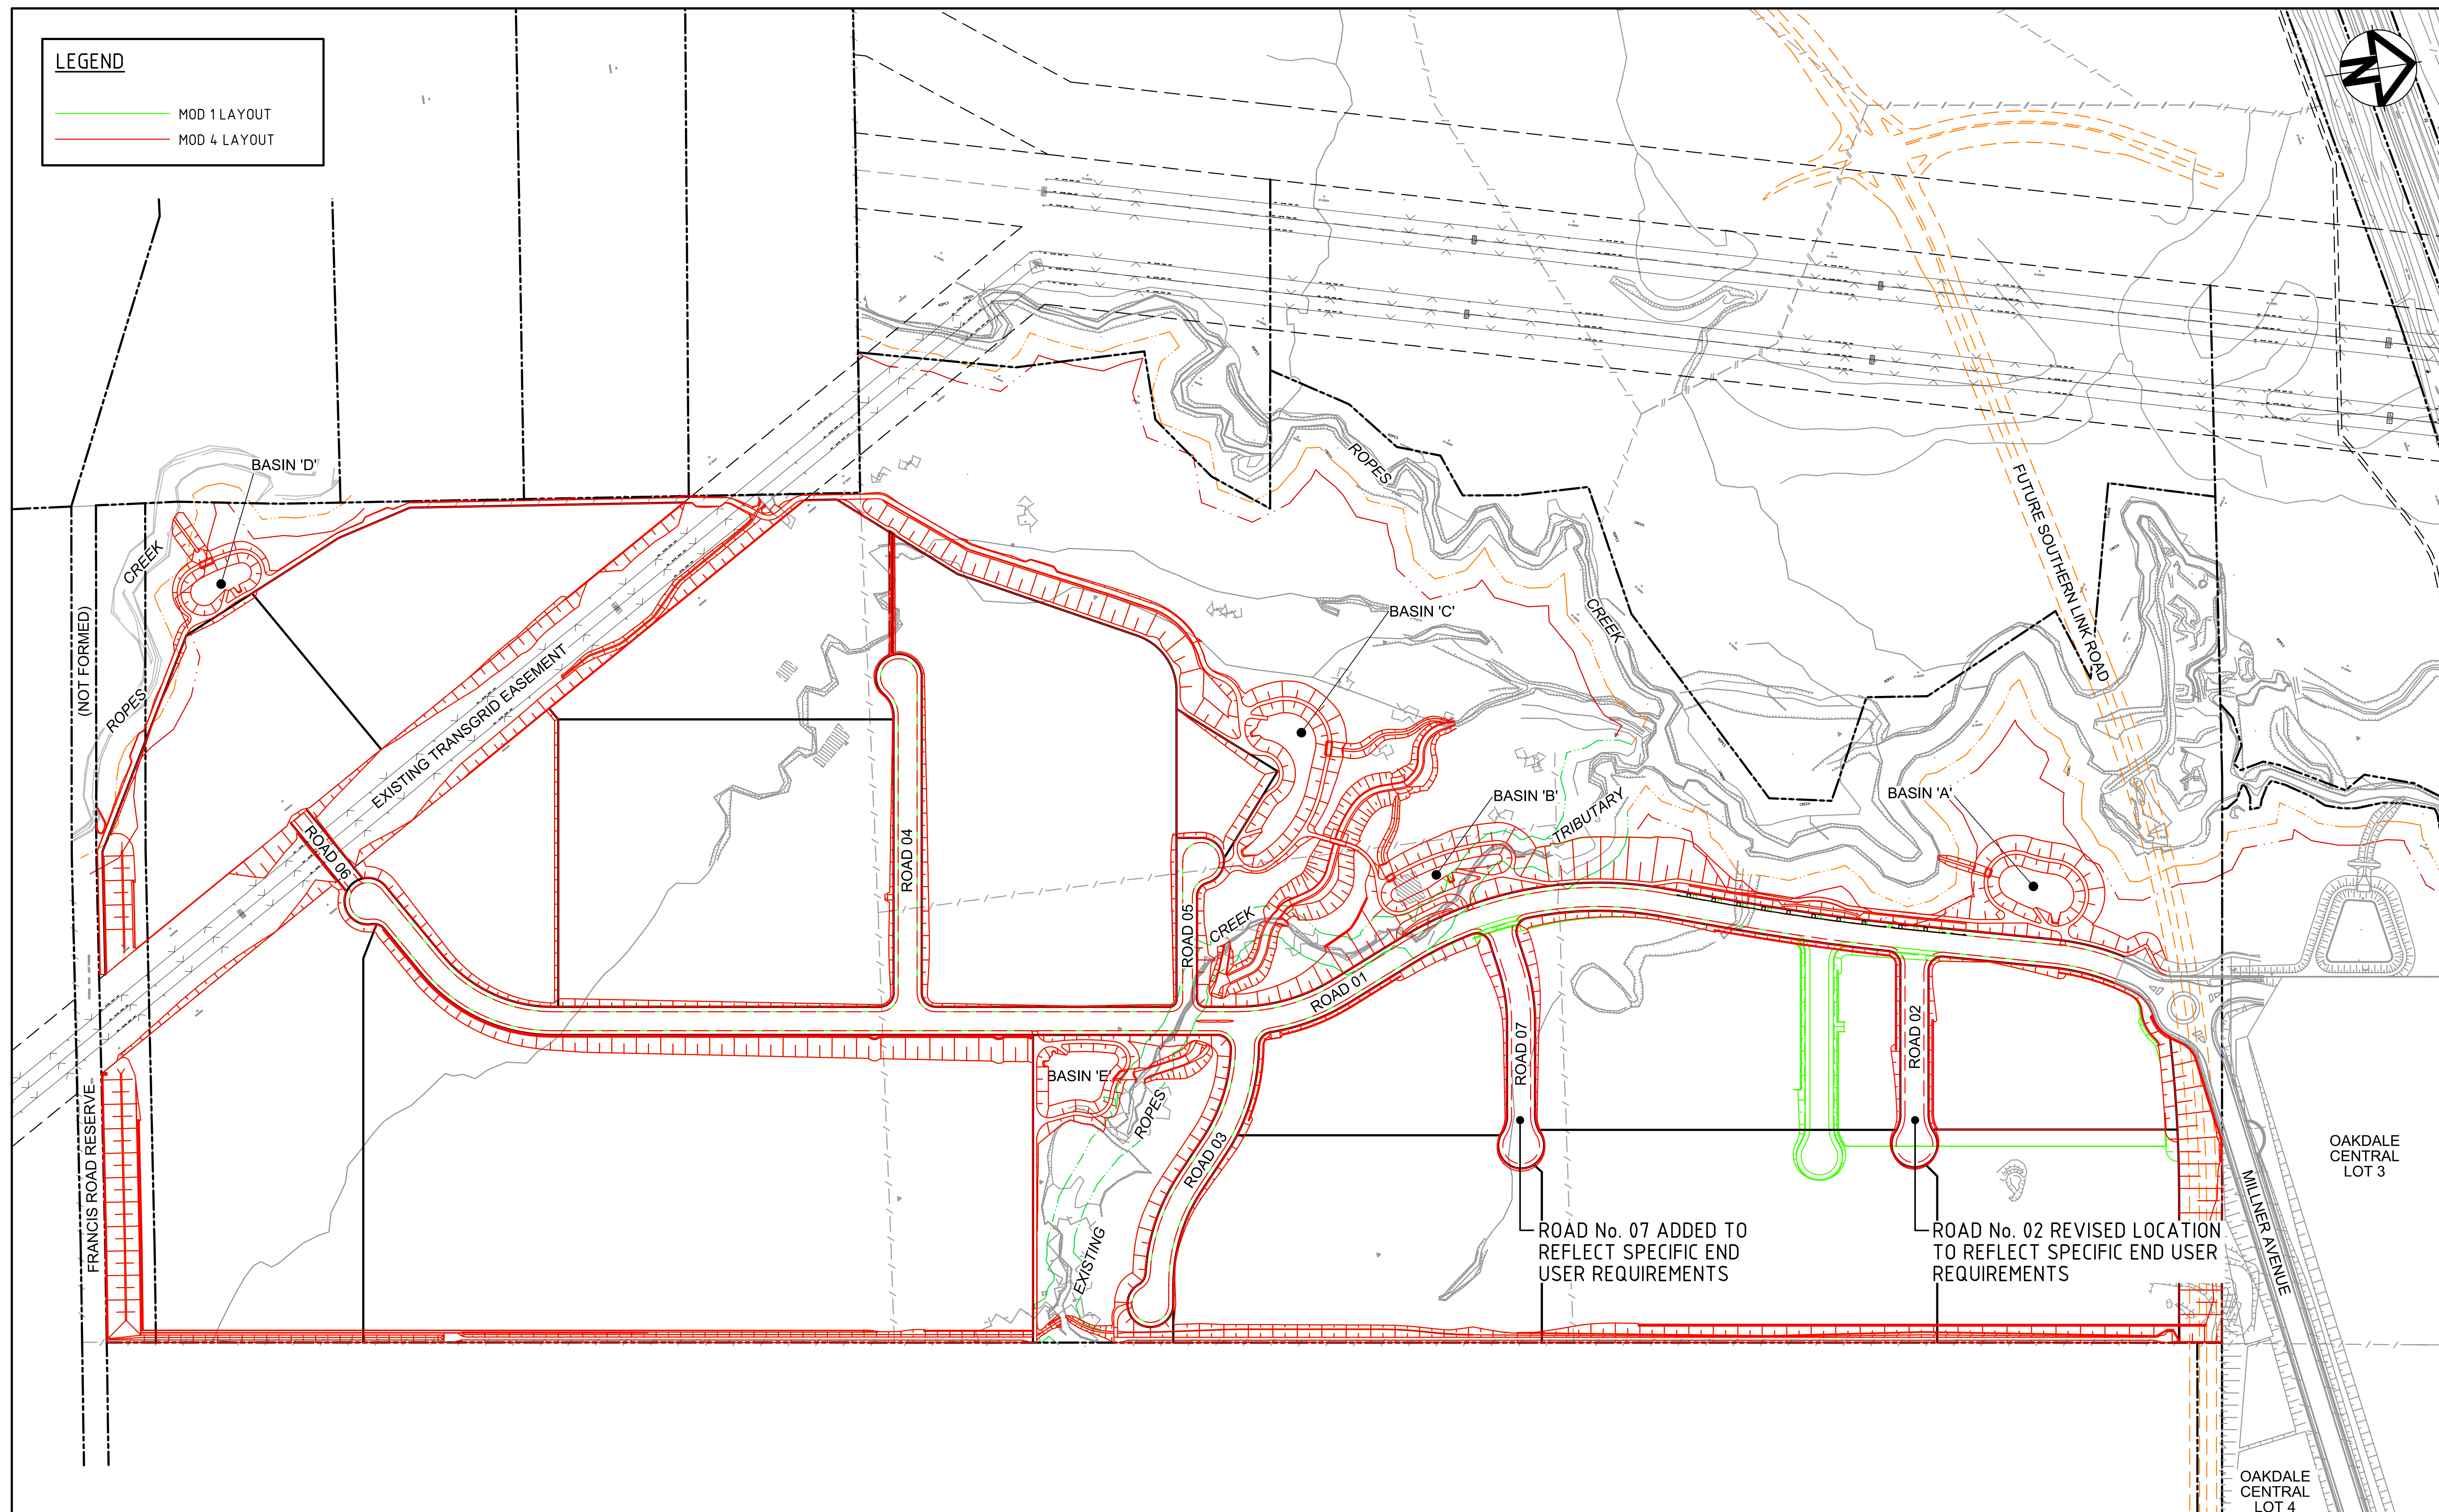 LEGEND
MOD 1 LAYOUT
MOD 4 LAYOUT
N
BASIN 'D'
CREEK
ROPES
(NOT FORMED)
FRANCIS ROAD RESERVE
EXISTING TRANSGRID EASEMENT
ROAD 06
ROAD 04
ROAD 05
BASIN 'C'
ROPES
CREEK
FUTURE SOUTHERN LINK ROAD
BASIN 'B'
TRIBUTARY
BASIN 'A'
CREEK
ROAD 01
ROAD 07
ROAD 02
BASIN 'E'
ROPES
ROAD 03
EXISTING
ROAD No. 07 ADDED TO
REFLECT SPECIFIC END
USER REQUIREMENTS
ROAD No. 02 REVISED LOCATION
TO REFLECT SPECIFIC END USER
REQUIREMENTS
MILLNER AVENUE
OAKDALE
CENTRAL
LOT 3
OAKDALE
CENTRAL
LOT 4